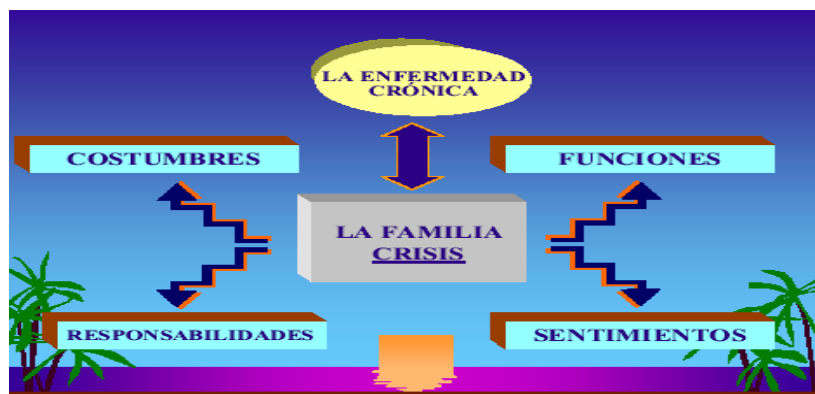 LA ENFERMEDAD
CRÓNICA
COSTUMBRES
FUNCIONES
LA FAMILIA
CRISIS
RESPONSABILIDADES
SENTIMIENTOS